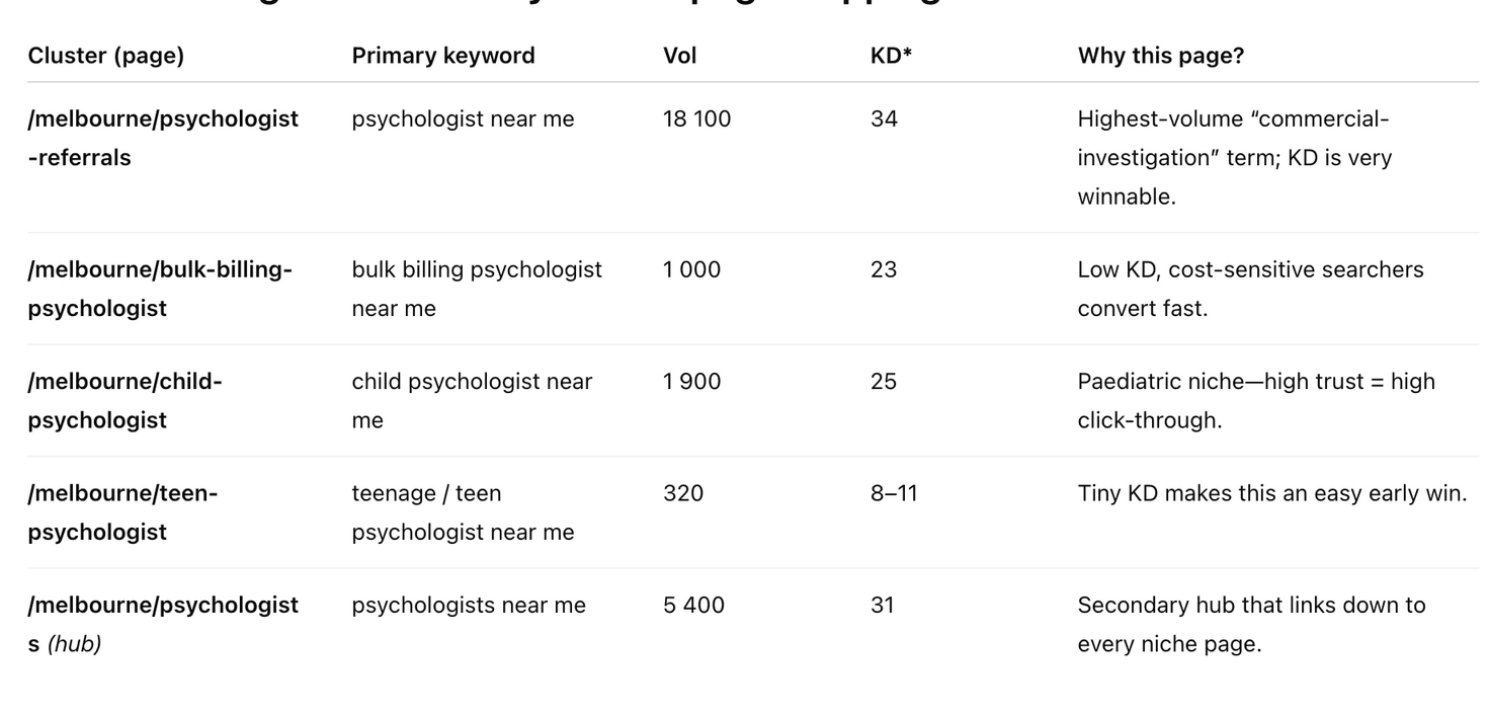 Cluster (page) Primary keyword Vol KD* Why this page?
/melbourne/psychologist psychologist near me 18 100 34 Highest-volume “commercial-
-referrals investigation” term; KD is very
winnable.
/melbourne/bulk-billing- bulk billing psychologist 1 000 23 Low KD, cost-sensitive searchers
psychologist near me convert fast.
/melbourne/child- child psychologist near 1 900 25 Paediatric niche—high trust = high
psychologist me click-through.
/melbourne/teen- teenage / teen 320 8–11 Tiny KD makes this an easy early win.
psychologist psychologist near me
/melbourne/psychologist psychologists near me 5 400 31 Secondary hub that links down to
s (hub) every niche page.